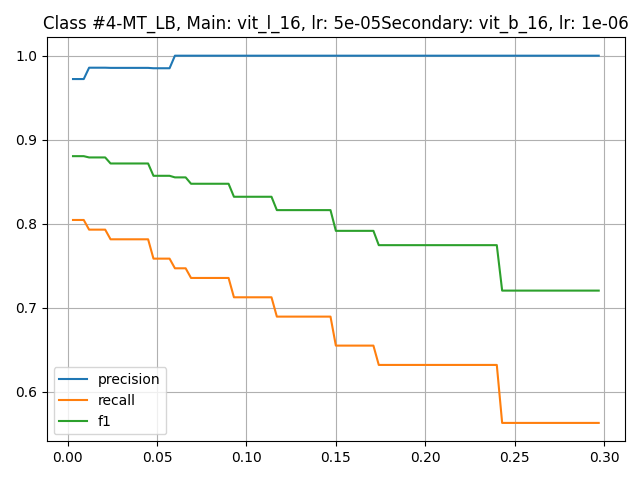 Class #4-MT_LB, Main: vit_l_16, lr: 5e-05Secondary: vit_b_16, lr: 1e-06
1.0
0.9
0.8
0.7
0.6
precision
recall
f1
0.00 0.05 0.10 0.15 0.20 0.25 0.30